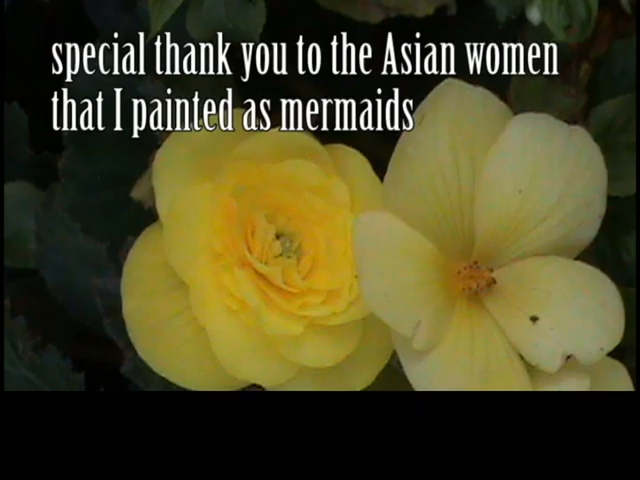 special thank you to the Asian women
that I painted as mermaids